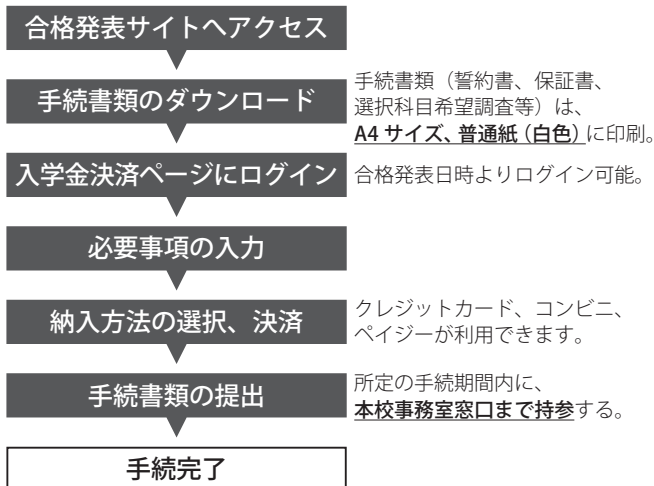 合格発表サイトへアクセス
手続書類のダウンロード
手続書類（誓約書、保証書、
選択科目希望調査等）は、
A4 サイズ、普通紙（白色）に印刷。
入学金決済ページにログイン
合格発表日時よりログイン可能。
必要事項の入力
納入方法の選択、決済
クレジットカード、コンビニ、
ペイジーが利用できます。
手続書類の提出
所定の手続期間内に、
本校事務室窓口まで持参する。
手続完了